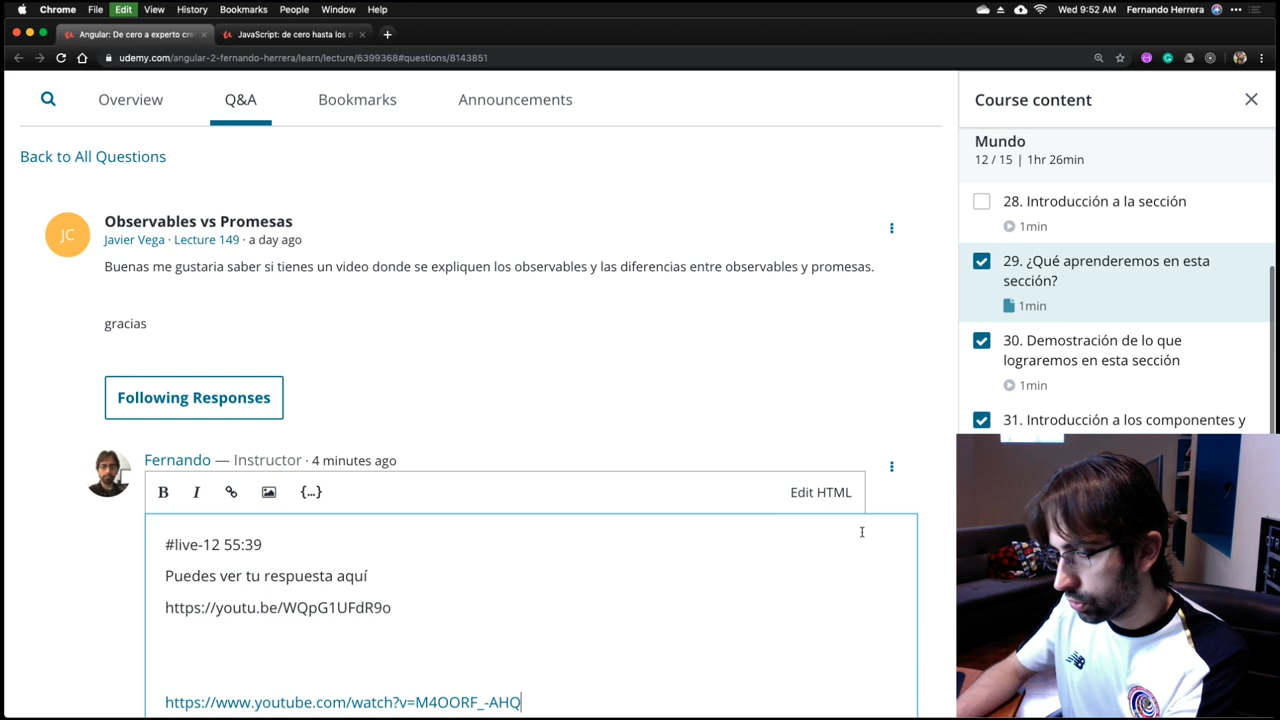 Chrome File Edit View History Bookmarks People Window Help
Wed 9:52 AM Fernando Herrera
Angular: De cero a experto cre
JavaScript: de cero hasta los d
udemy.com/angular-2-fernando-herrera/learn/lecture/6399368#questions/8143851
Overview Q&A Bookmarks Announcements
Back to All Questions
JC
Observables vs Promesas
Javier Vega · Lecture 149 · a day ago
Buenas me gustaria saber si tienes un video donde se expliquen los observables y las diferencias entre observables y promesas.
gracias
Following Responses
Fernando — Instructor · 4 minutes ago
B I {...} Edit HTML
#live-12 55:39
Puedes ver tu respuesta aquí
https://youtu.be/WQpG1UFdR9o
https://www.youtube.com/watch?v=M4OORF_-AHQ
Course content
Mundo
12 / 15 | 1hr 26min
28. Introducción a la sección
1min
29. ¿Qué aprenderemos en esta
sección?
1min
30. Demostración de lo que
lograremos en esta sección
1min
31. Introducción a los componentes y